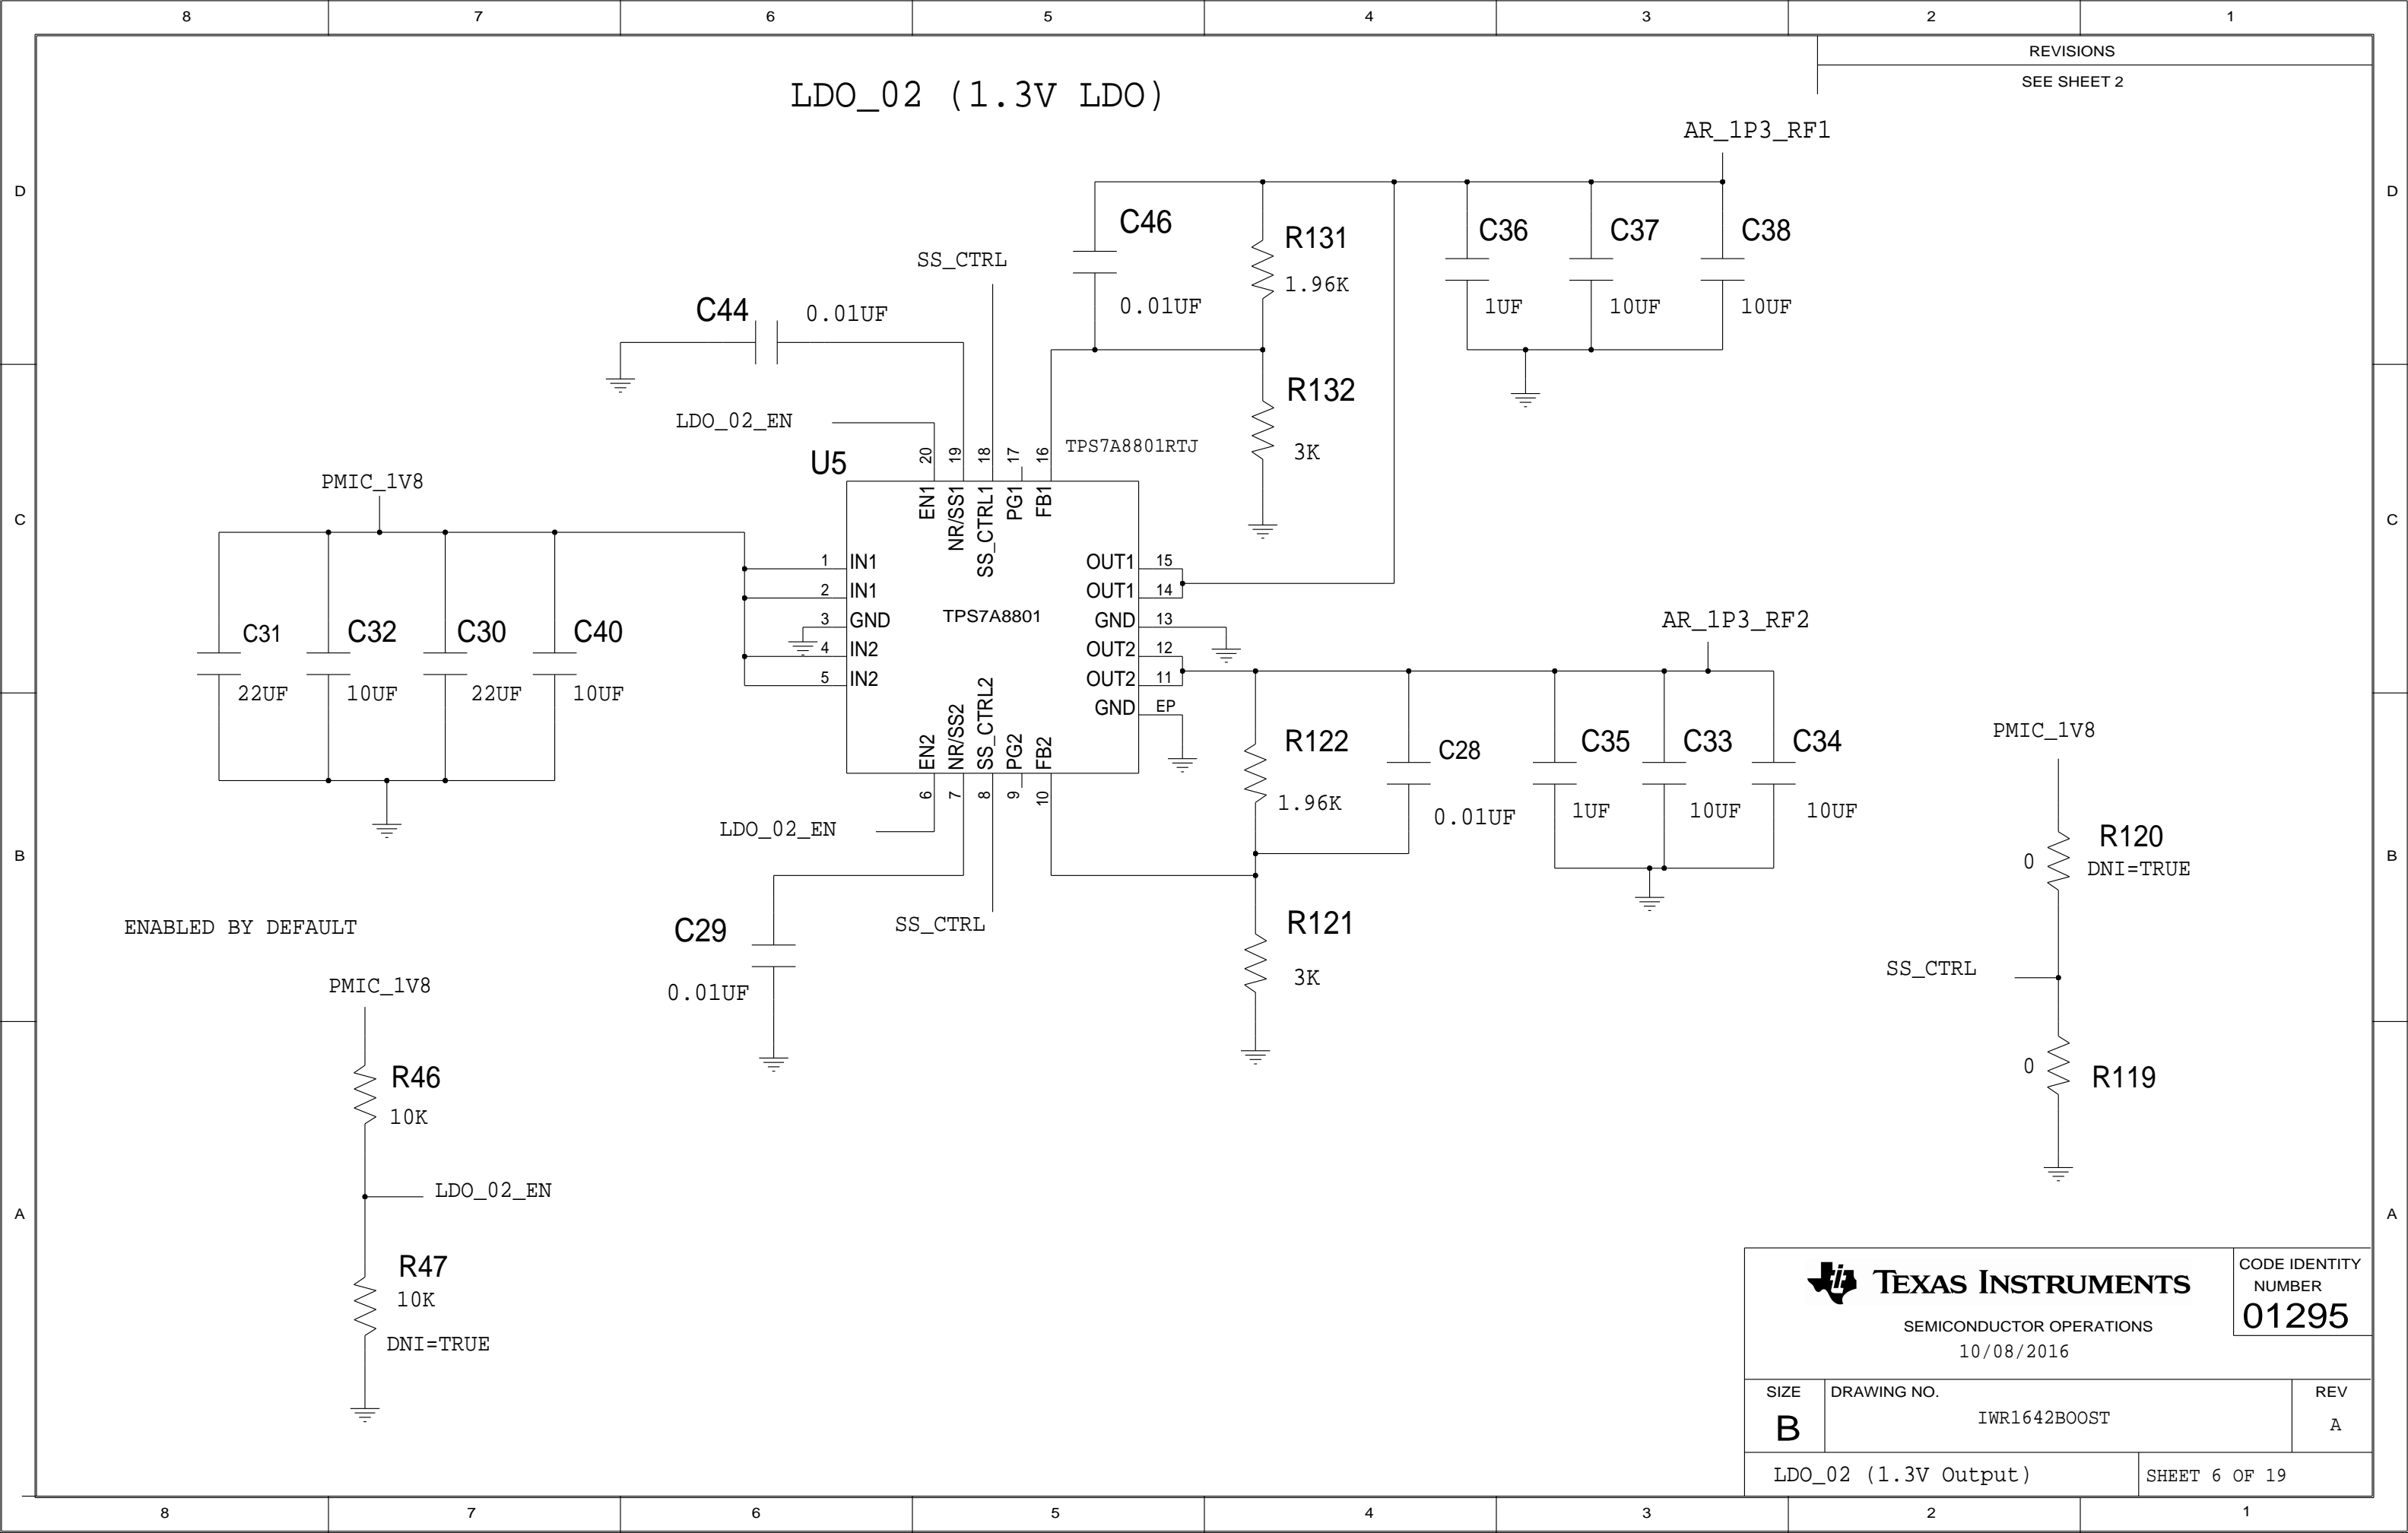 8 7 6 5 4 3 2 1
REVISIONS
SEE SHEET 2
LDO_02 (1.3V LDO)
AR_1P3_RF1
D
D
C46
0.01UF
R131
1.96K
C36
1UF
C37
10UF
C38
10UF
SS_CTRL
C44
0.01UF
R132
3K
LDO_02_EN
TPS7A8801RTJ
U5
20 19 18 17 16
EN1
NR/SS1
SS_CTRL1
PG1
FB1
PMIC_1V8
C
C
1 IN1
2 IN1
3 GND
4 IN2
5 IN2
TPS7A8801
OUT1 15
OUT1 14
GND 13
OUT2 12
OUT2 11
GND EP
AR_1P3_RF2
C31
22UF
C32
10UF
C30
22UF
C40
10UF
EN2
NR/SS2
SS_CTRL2
PG2
FB2
6 7 8 9 10
R122
1.96K
C28
0.01UF
C35
1UF
C33
10UF
C34
10UF
PMIC_1V8
LDO_02_EN
B
B
0
R120
DNI=TRUE
C29
0.01UF
SS_CTRL
R121
3K
SS_CTRL
0
R119
ENABLED BY DEFAULT
PMIC_1V8
R46
10K
LDO_02_EN
R47
10K
DNI=TRUE
A
A
TEXAS INSTRUMENTS
SEMICONDUCTOR OPERATIONS
10/08/2016
CODE IDENTITY
NUMBER
01295
SIZE
B
DRAWING NO.
IWR1642BOOST
REV
A
LDO_02 (1.3V Output)
SHEET 6 OF 19
8 7 6 5 4 3 2 1